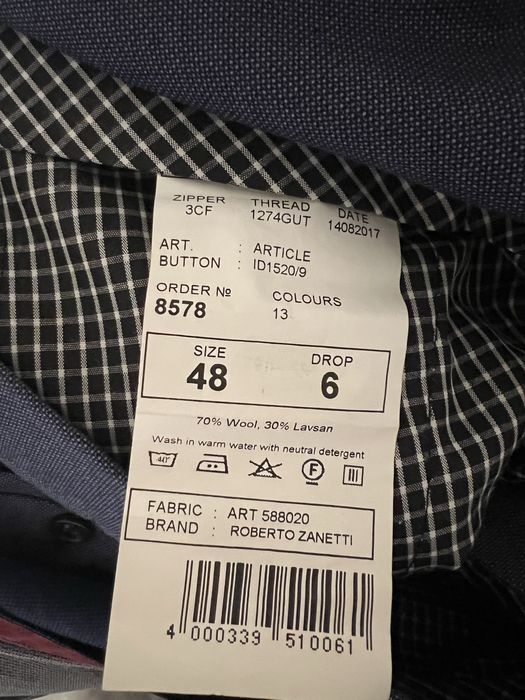 ZIPPER THREAD DATE
3CF 1274GUT 14082017
ART. : ARTICLE
BUTTON : ID1520/9
ORDER № COLOURS
8578 13
SIZE DROP
48 6
70% Wool, 30% Lavsan
Wash in warm water with neutral detergent
40° F
FABRIC : ART 588020
BRAND : ROBERTO ZANETTI
4 000339 510061